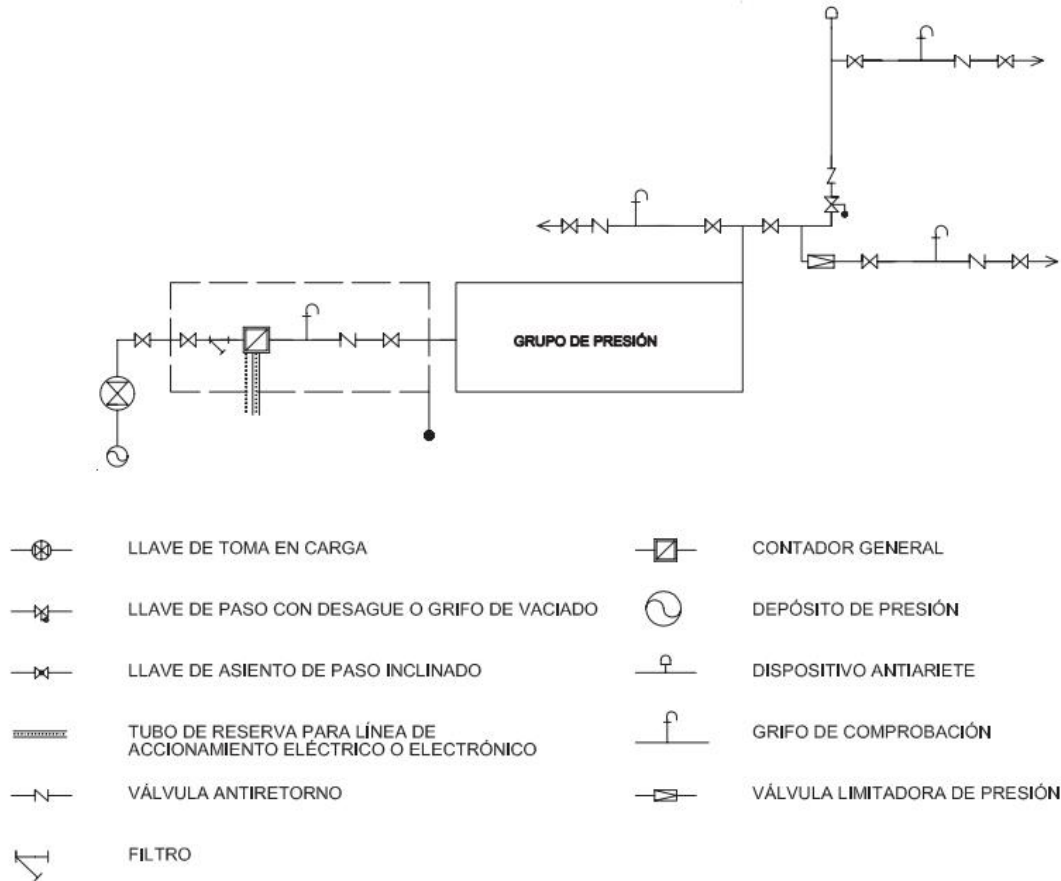 GRUPO DE PRESIÓN
LLAVE DE TOMA EN CARGA
LLAVE DE PASO CON DESAGUE O GRIFO DE VACIADO
LLAVE DE ASIENTO DE PASO INCLINADO
TUBO DE RESERVA PARA LÍNEA DE
ACCIONAMIENTO ELÉCTRICO O ELECTRÓNICO
VÁLVULA ANTIRETORNO
FILTRO
CONTADOR GENERAL
DEPÓSITO DE PRESIÓN
DISPOSITIVO ANTIARIETE
GRIFO DE COMPROBACIÓN
VÁLVULA LIMITADORA DE PRESIÓN